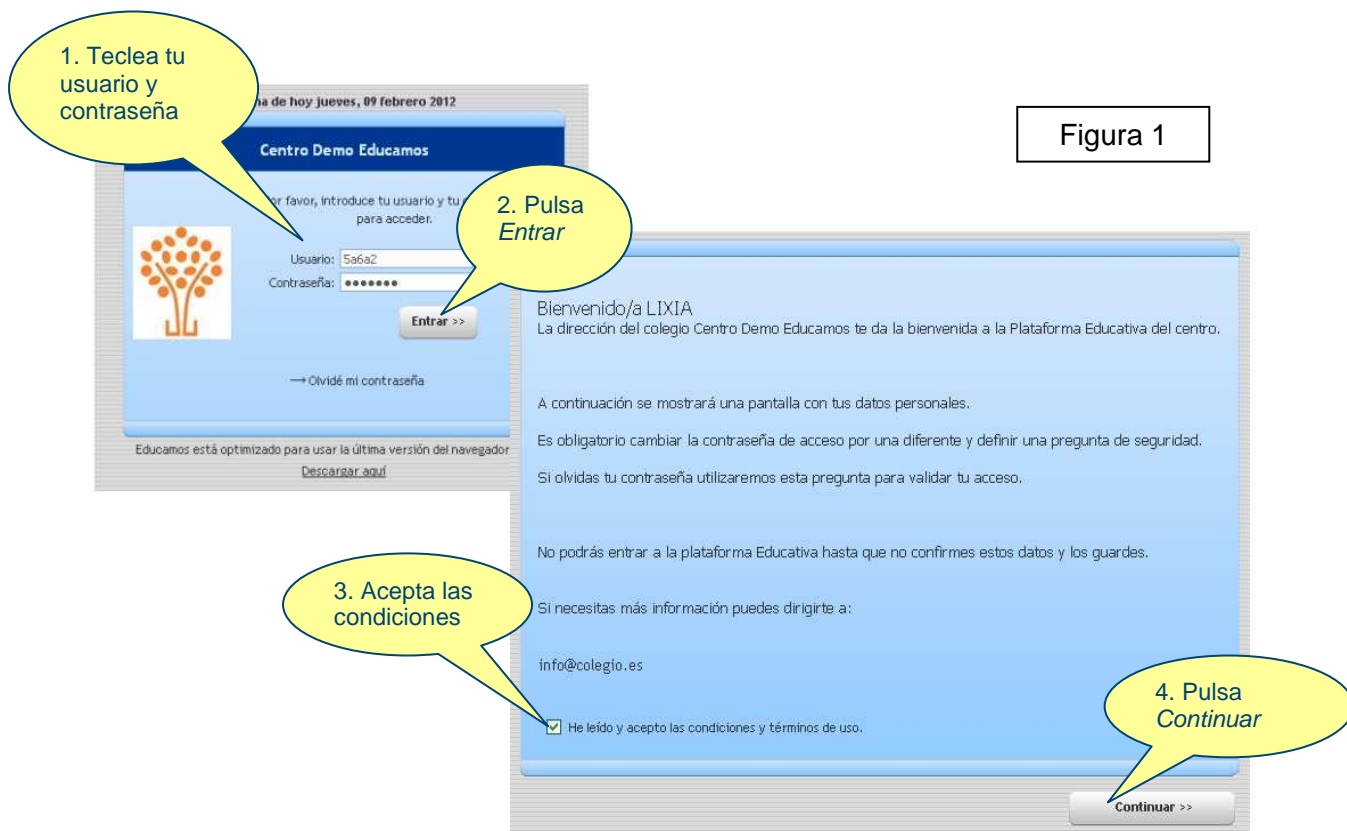 1. Teclea tu
usuario y
contraseña
de hoy jueves, 09 febrero 2012
Figura 1
Centro Demo Educamos
favor, introduce tu usuario y tu
para acceder.
2. Pulsa
Entrar
Usuario: 5a6a2
Contraseña: •••••••
Entrar >>
→ Olvidé mi contraseña
Educamos está optimizado para usar la última versión del navegador
Descargar aquí
Bienvenido/a LIXIA
La dirección del colegio Centro Demo Educamos te da la bienvenida a la Plataforma Educativa del centro.
A continuación se mostrará una pantalla con tus datos personales.
Es obligatorio cambiar la contraseña de acceso por una diferente y definir una pregunta de seguridad.
Si olvidas tu contraseña utilizaremos esta pregunta para validar tu acceso.
No podrás entrar a la plataforma Educativa hasta que no confirmes estos datos y los guardes.
3. Acepta las
condiciones
Si necesitas más información puedes dirigirte a:
info@colegio.es
4. Pulsa
Continuar
He leído y acepto las condiciones y términos de uso.
Continuar >>